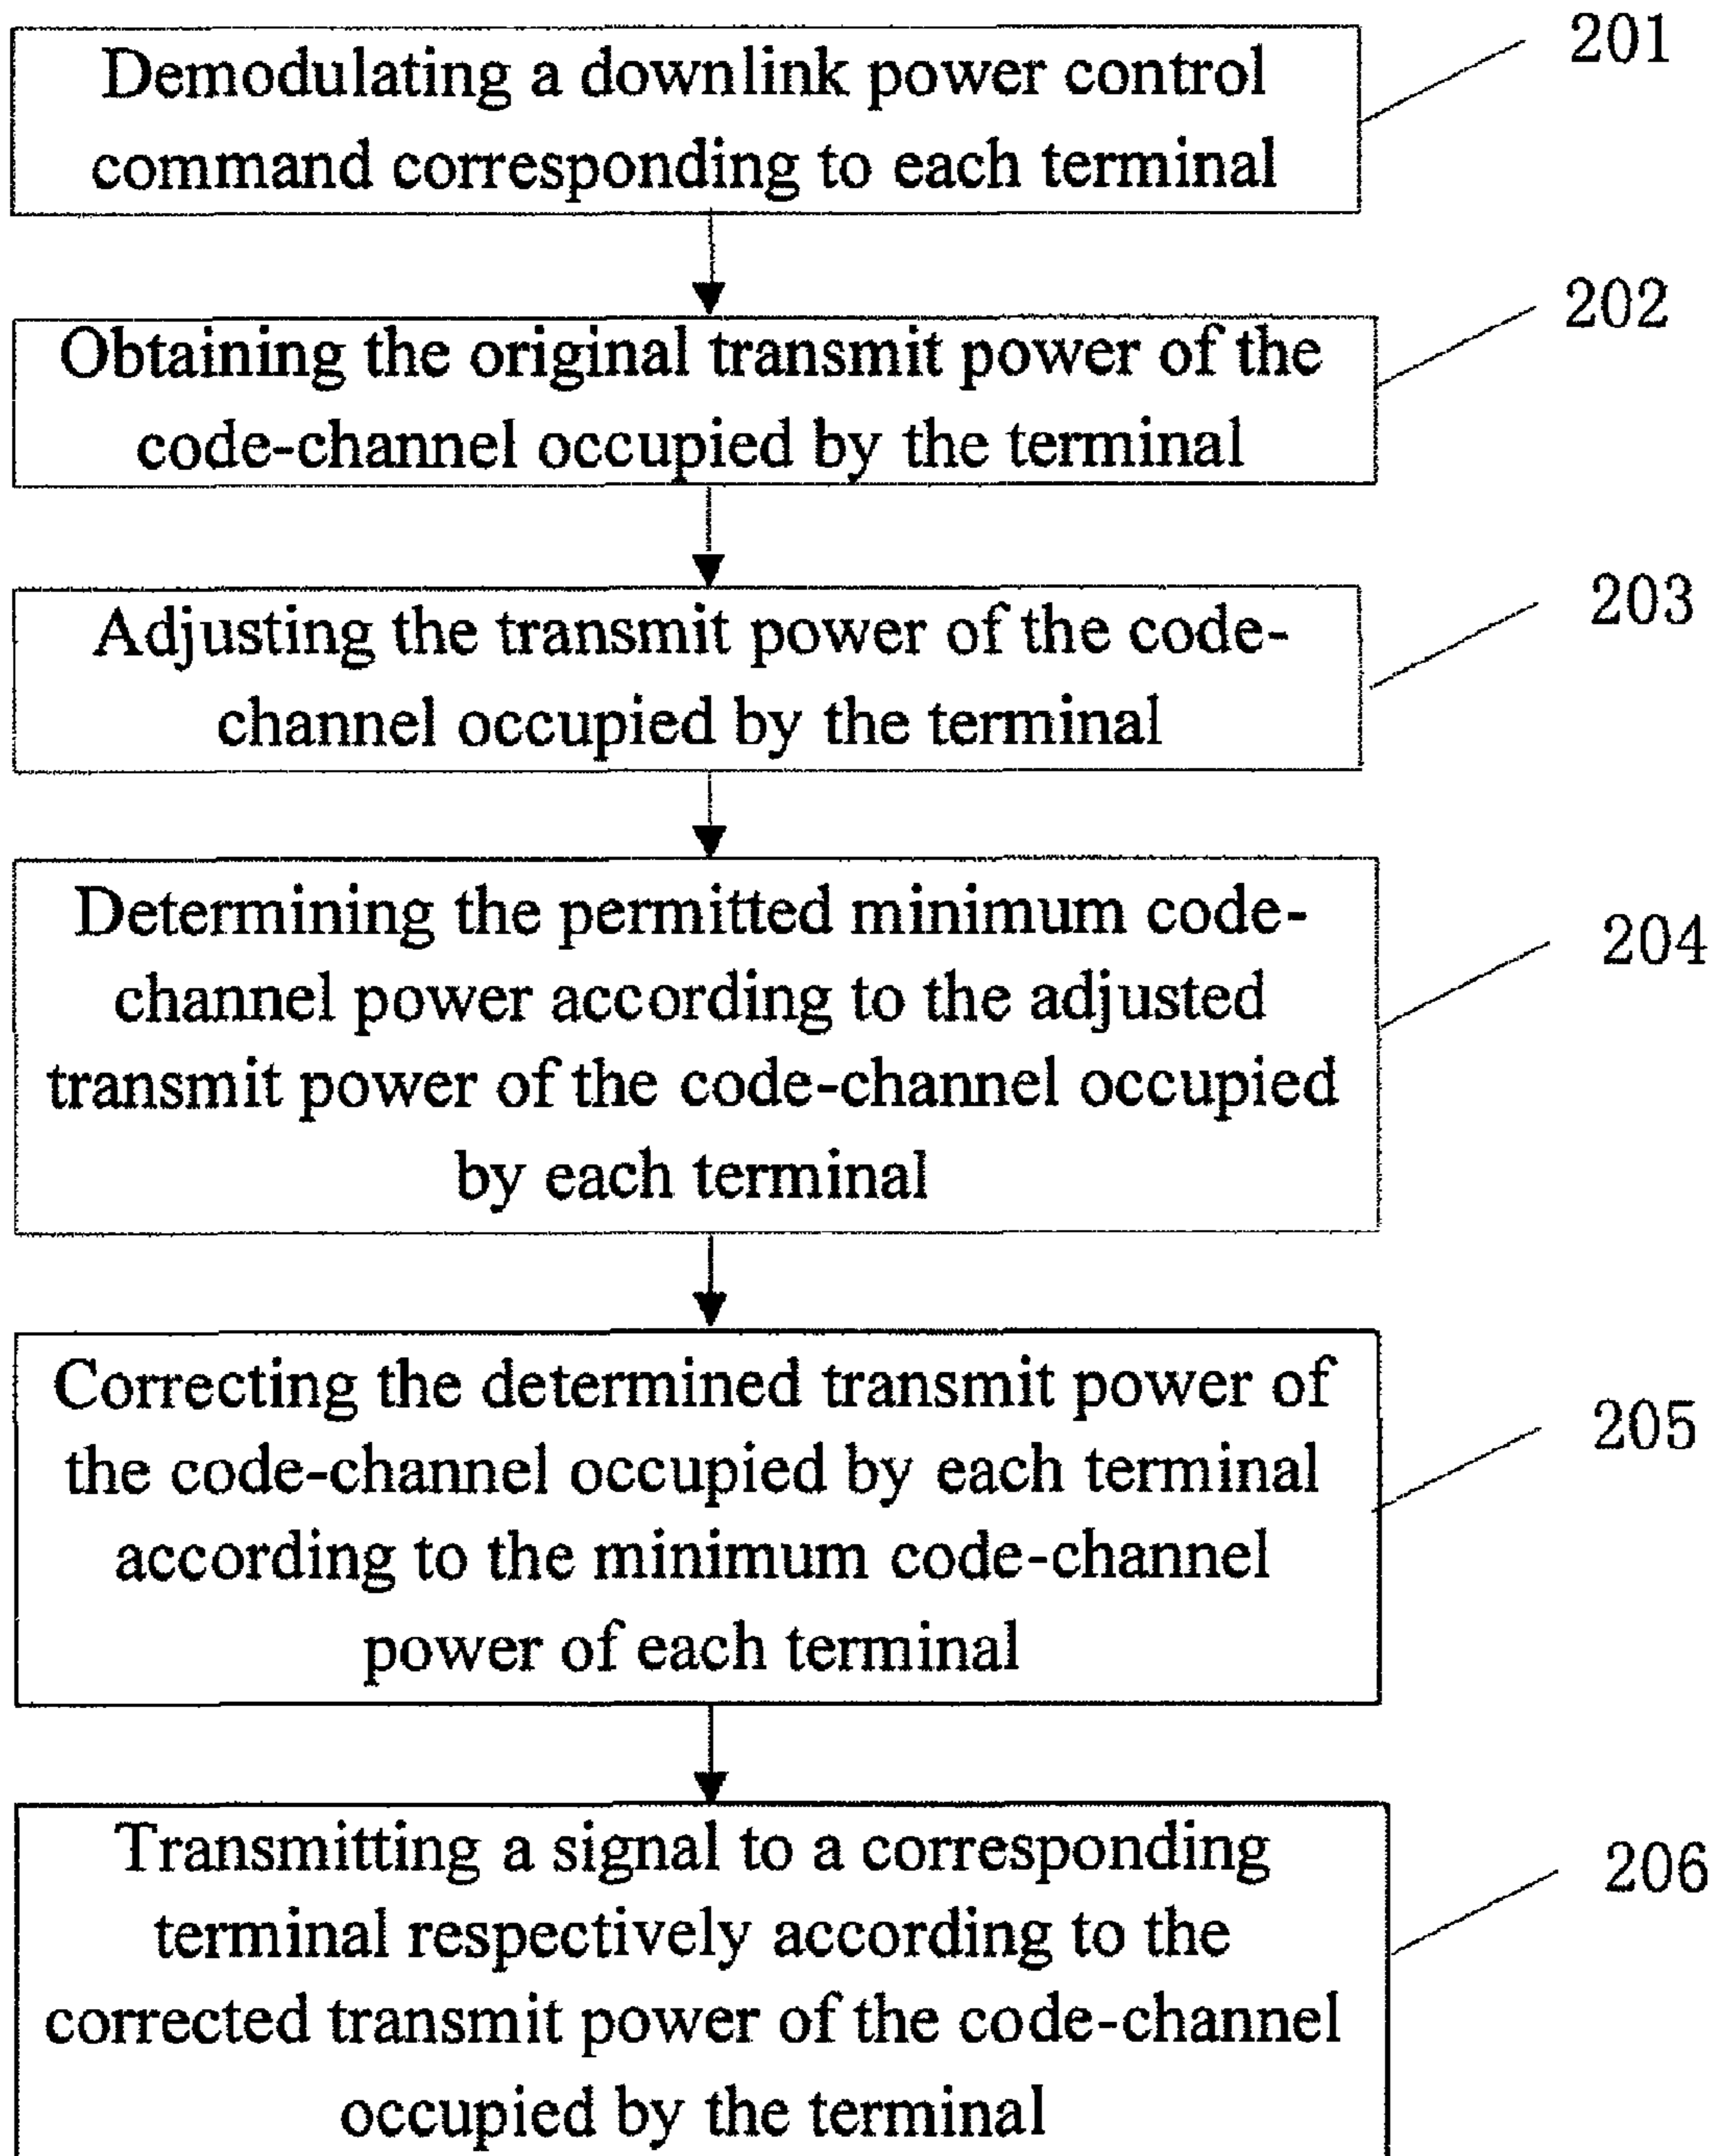 Demodulating a downlink power control
command corresponding to each terminal
201
Obtaining the original transmit power of the
code-channel occupied by the terminal
202
Adjusting the transmit power of the code-
channel occupied by the terminal
203
Determining the permitted minimum code-
channel power according to the adjusted
transmit power of the code-channel occupied
by each terminal
204
Correcting the determined transmit power of
the code-channel occupied by each terminal
according to the minimum code-channel
power of each terminal
205
Transmitting a signal to a corresponding
terminal respectively according to the
corrected transmit power of the code-channel
occupied by the terminal
206